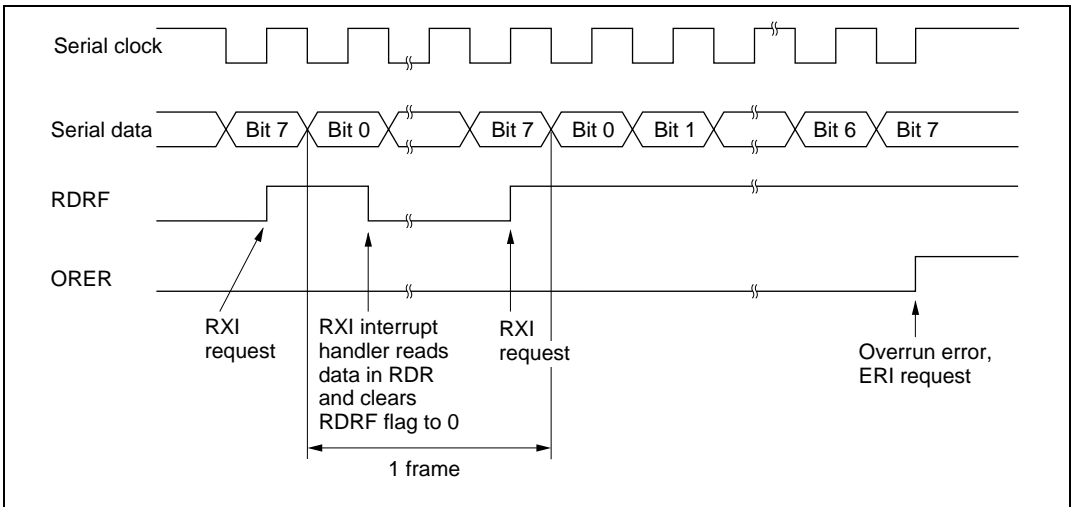 Serial clock
Serial data
Bit 7
Bit 0
Bit 7
Bit 0
Bit 1
Bit 6
Bit 7
RDRF
ORER
RXI
request
RXI interrupt
handler reads
data in RDR
and clears
RDRF flag to 0
RXI
request
Overrun error,
ERI request
1 frame